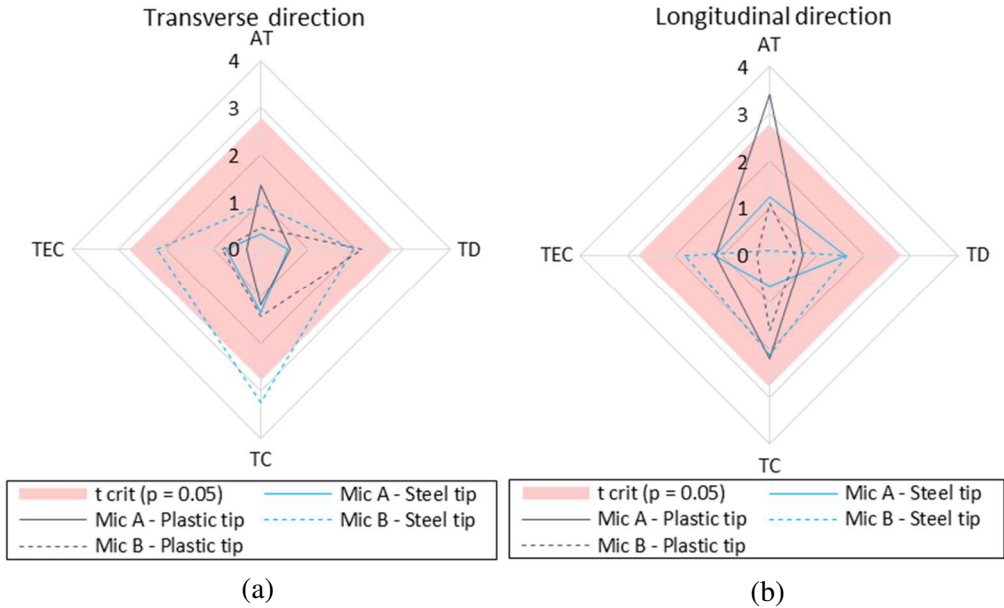 Transverse direction
AT
4
3
2
1
0
TEC
TD
TC
t crit (p = 0.05)
Mic A - Steel tip
Mic A - Plastic tip
Mic B - Steel tip
Mic B - Plastic tip
(a)
Longitudinal direction
AT
4
3
2
1
0
TEC
TD
TC
t crit (p = 0.05)
Mic A - Steel tip
Mic A - Plastic tip
Mic B - Steel tip
Mic B - Plastic tip
(b)